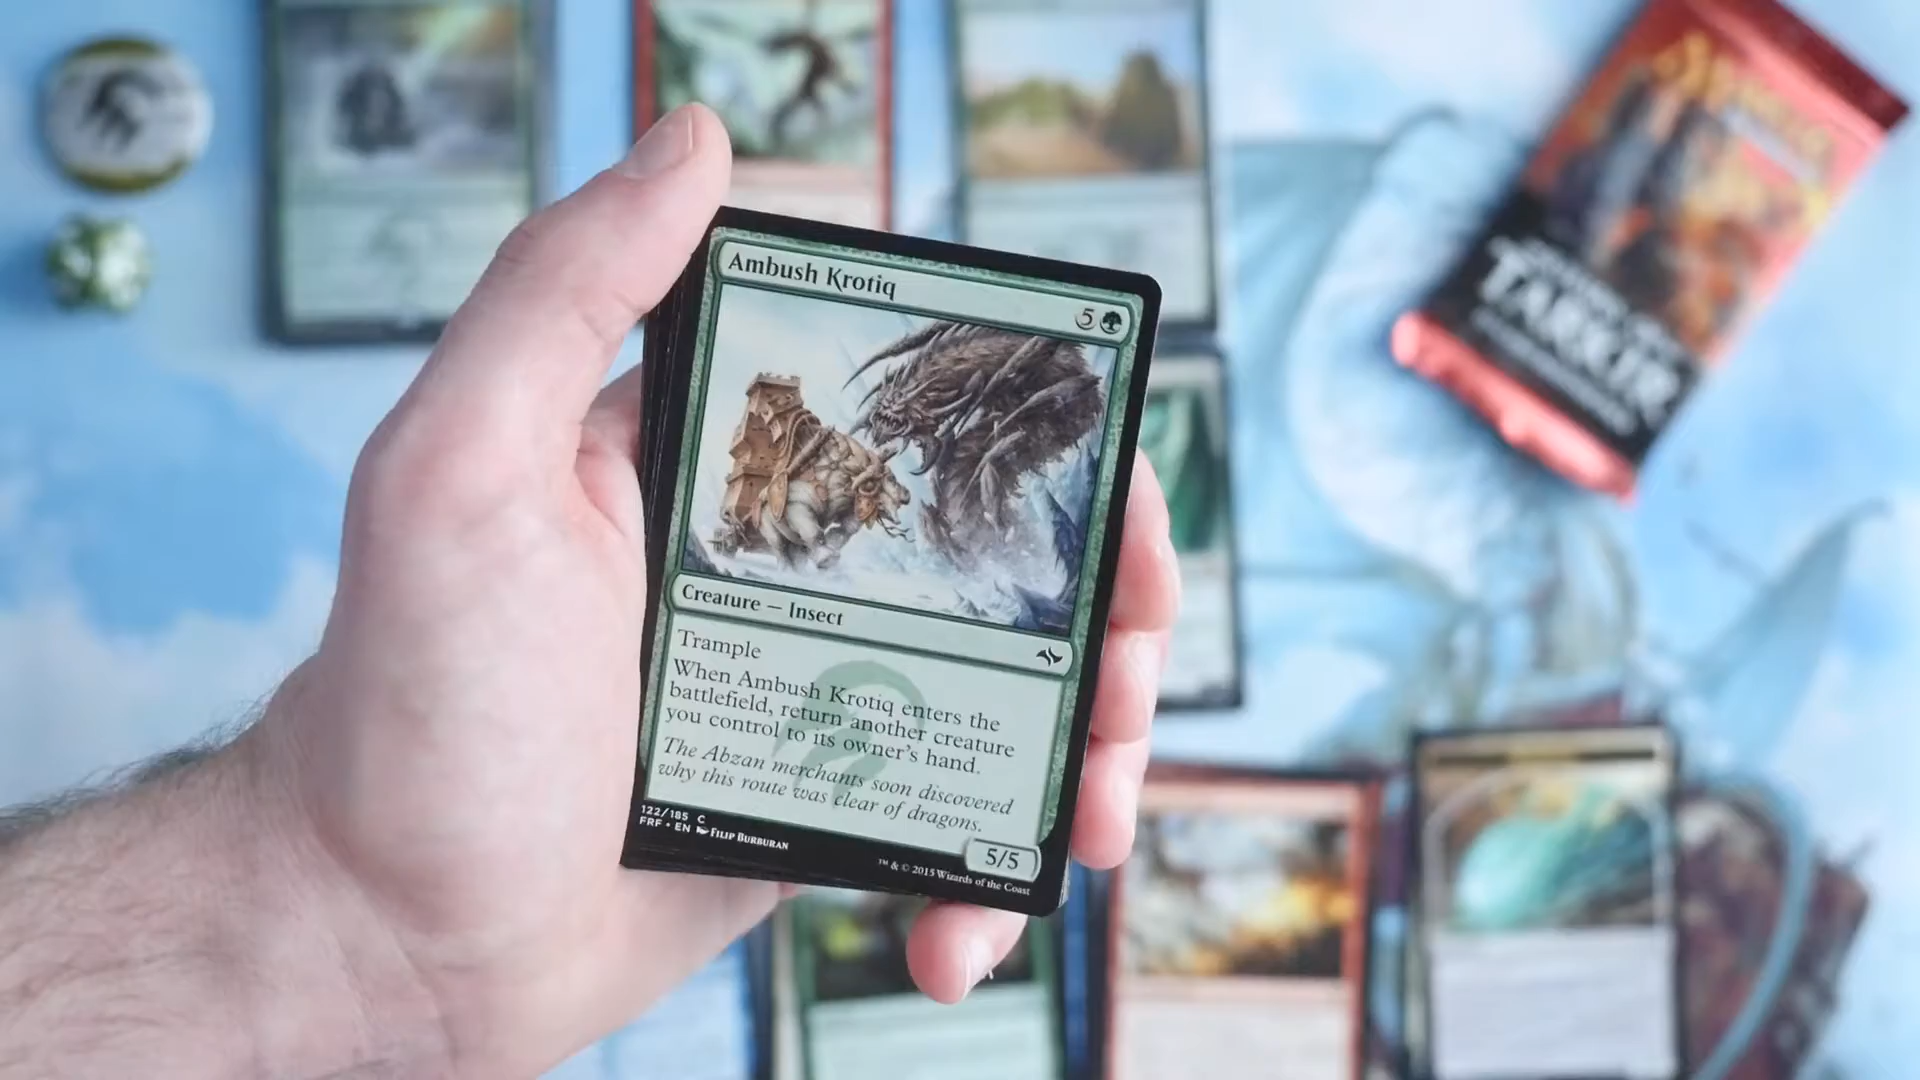 Ambush Krotiq
5
Creature — Insect
Trample
When Ambush Krotiq enters the
battlefield, return another creature
you control to its owner's hand.
The Abzan merchants soon discovered
why this route was clear of dragons.
122/185 C
FRF • EN Filip Burburan
5/5
™ & © 2015 Wizards of the Coast
TARKIR